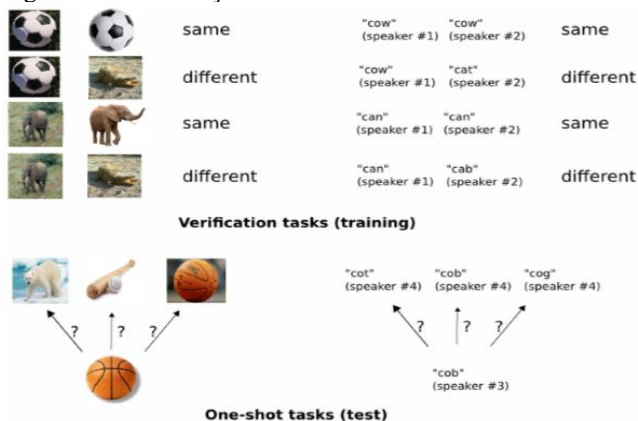 same "cow" (speaker #1) "cow" (speaker #2) same
different "cow" (speaker #1) "cat" (speaker #2) different
same "can" (speaker #1) "can" (speaker #2) same
different "can" (speaker #1) "cab" (speaker #2) different
Verification tasks (training)
"cot" "cob" "cog"
(speaker #4) (speaker #4) (speaker #4)
? ? ? ? ? ?
"cob"
(speaker #3)
One-shot tasks (test)